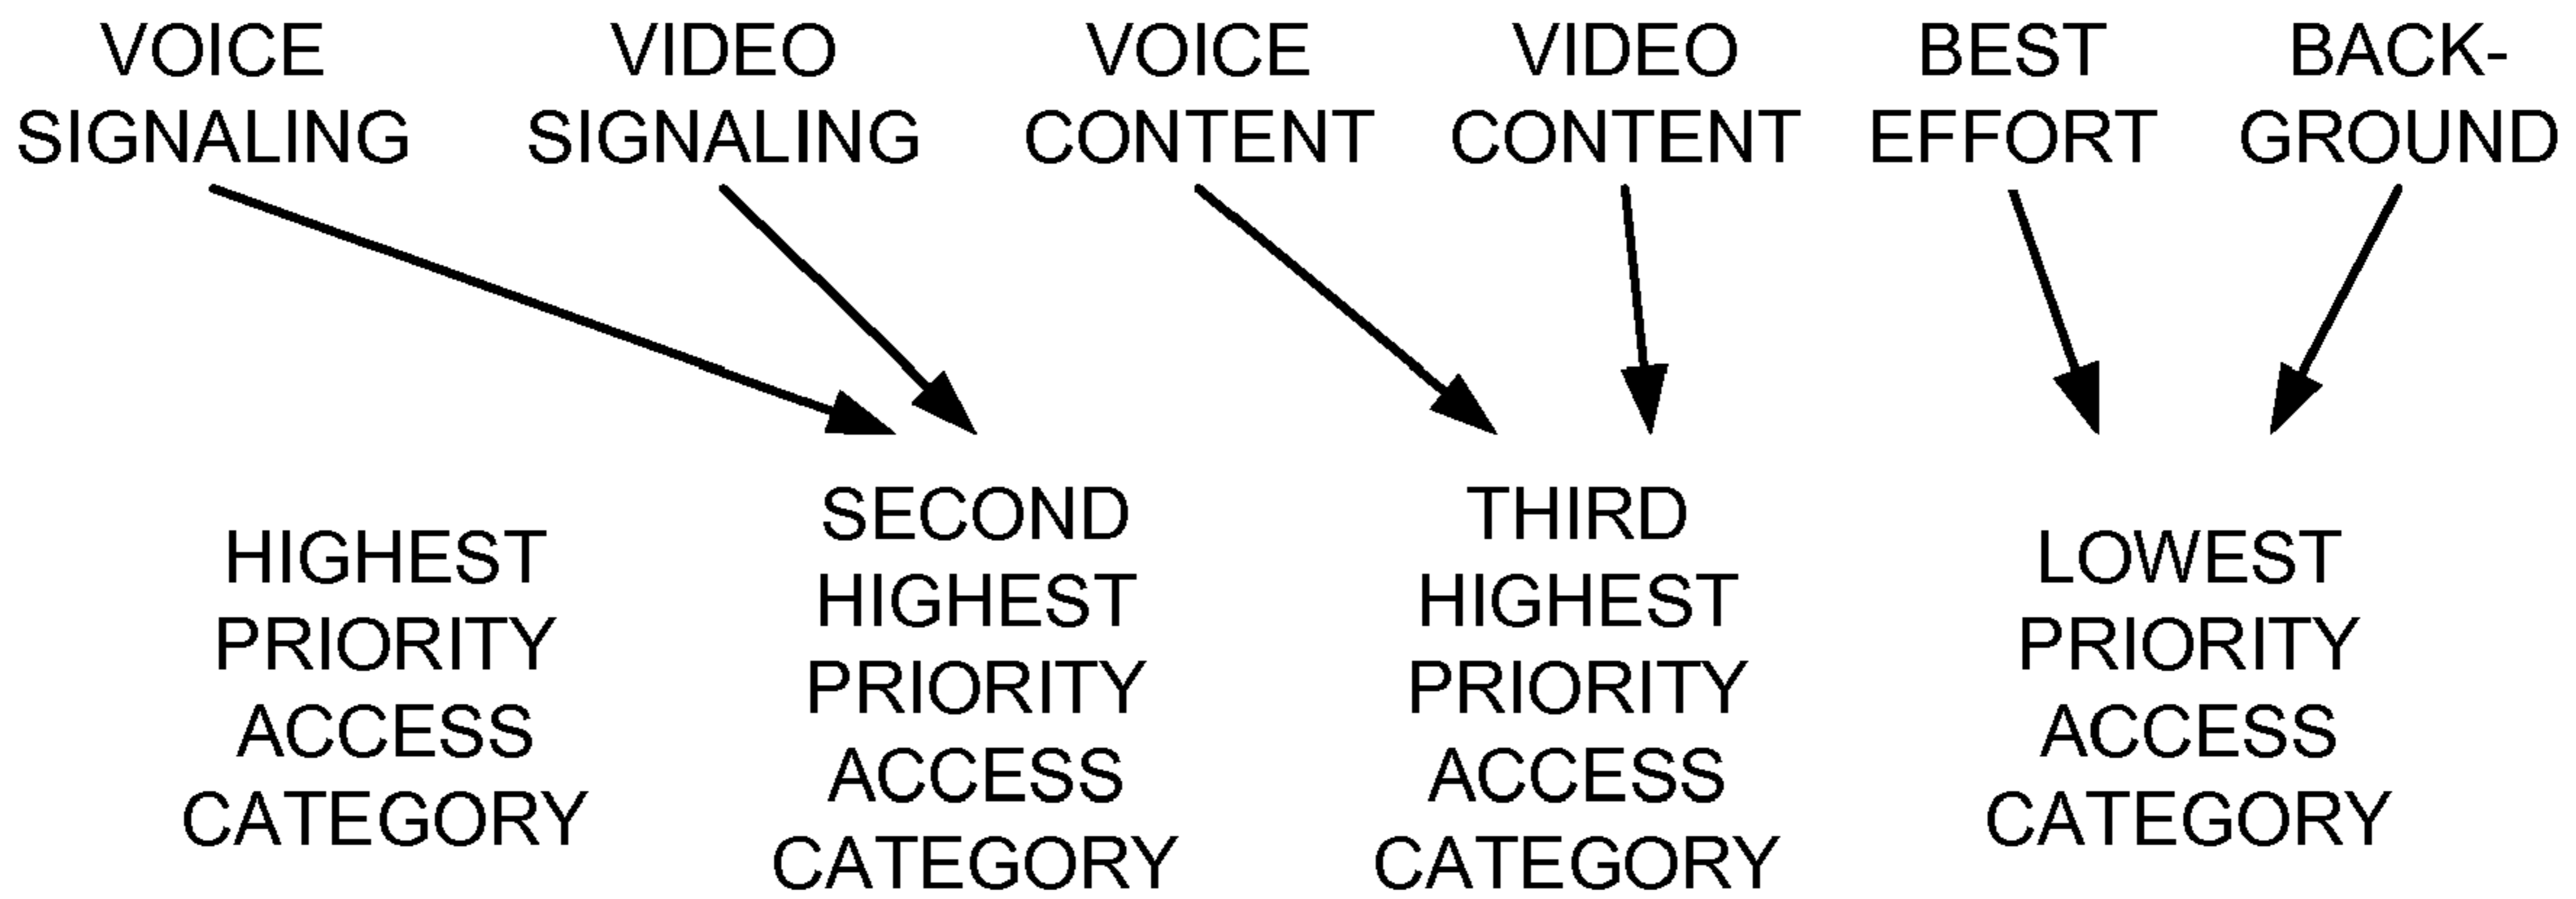 VOICE
SIGNALING
VIDEO
SIGNALING
VOICE
CONTENT
VIDEO
CONTENT
BEST
EFFORT
BACK-
GROUND
HIGHEST
PRIORITY
ACCESS
CATEGORY
SECOND
HIGHEST
PRIORITY
ACCESS
CATEGORY
THIRD
HIGHEST
PRIORITY
ACCESS
CATEGORY
LOWEST
PRIORITY
ACCESS
CATEGORY